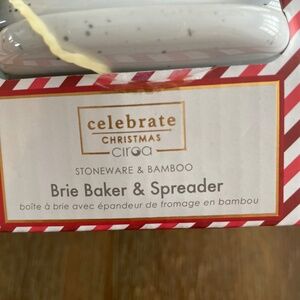 celebrate
CHRISTMAS
ciroa
STONEWARE & BAMBOO
Brie Baker & Spreader
boîte à brie avec épandeur de fromage en bambou